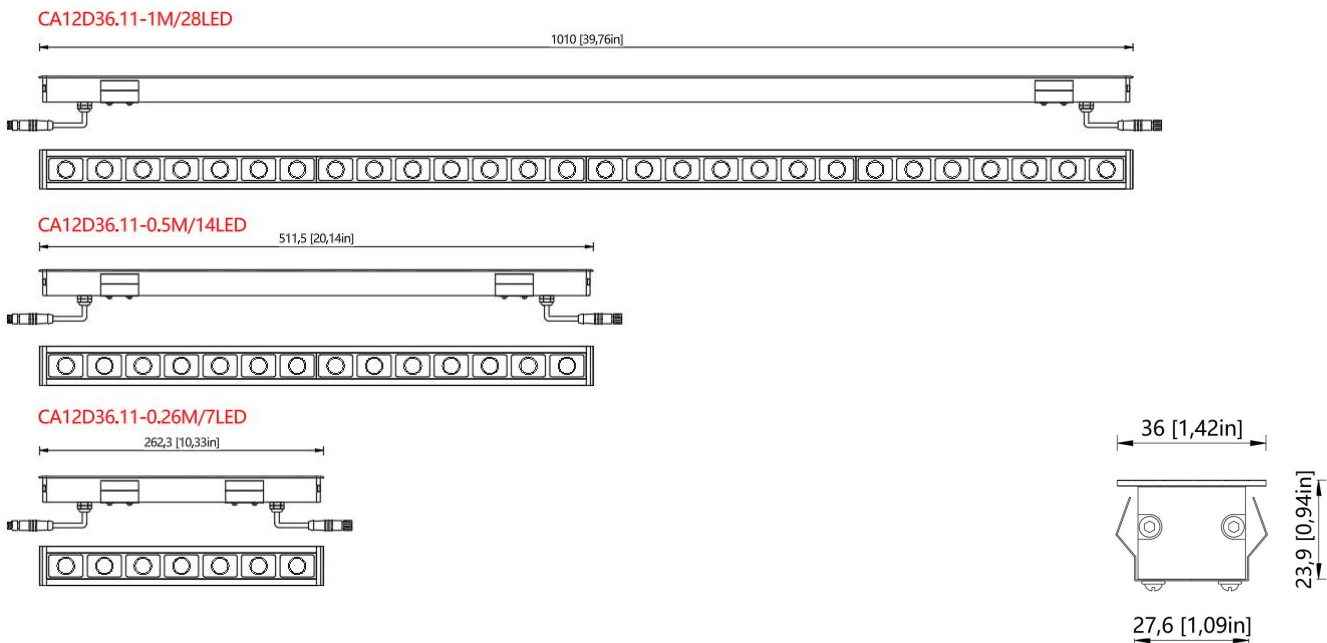 CA12D36.11-1M/28LED
1010 [39,76in]
CA12D36.11-0.5M/14LED
511,5 [20,14in]
CA12D36.11-0.26M/7LED
262,3 [10,33in]
36 [1,42in]
23,9 [0,94in]
27,6 [1,09in]